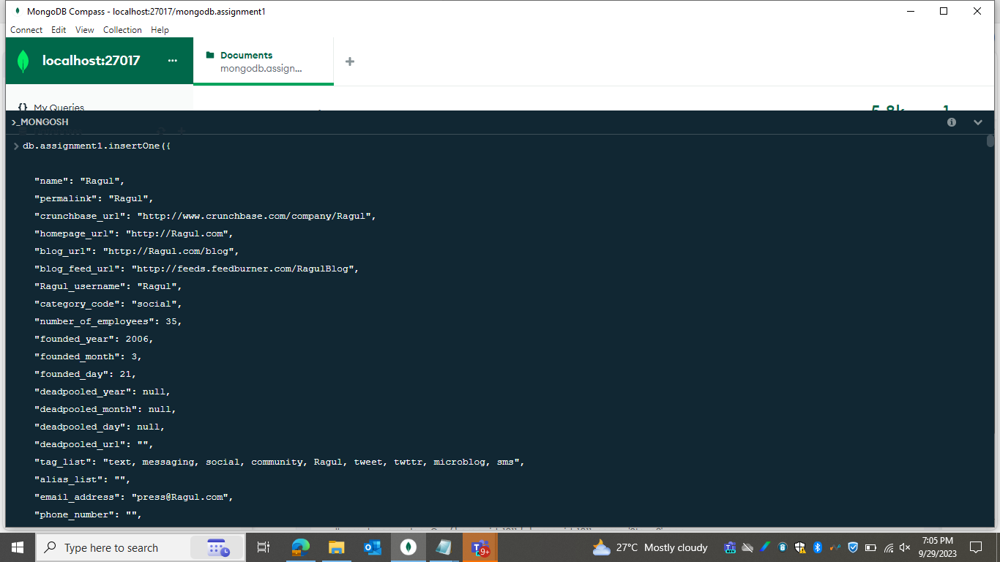 MongoDB Compass - localhost:27017/mongodb.assignment1
Connect Edit View Collection Help
localhost:27017 ...
Documents
mongodb.assign...
{} My Queries
5.8k 1
>_MONGOSH
db.assignment1.insertOne({
"name": "Ragul",
"permalink": "Ragul",
"crunchbase_url": "http://www.crunchbase.com/company/Ragul",
"homepage_url": "http://Ragul.com",
"blog_url": "http://Ragul.com/blog",
"blog_feed_url": "http://feeds.feedburner.com/RagulBlog",
"Ragul_username": "Ragul",
"category_code": "social",
"number_of_employees": 35,
"founded_year": 2006,
"founded_month": 3,
"founded_day": 21,
"deadpooled_year": null,
"deadpooled_month": null,
"deadpooled_day": null,
"deadpooled_url": "",
"tag_list": "text, messaging, social, community, Ragul, tweet, twttr, microblog, sms",
"alias_list": "",
"email_address": "press@Ragul.com",
"phone_number": "",
Type here to search
9+
27°C Mostly cloudy
7:05 PM
9/29/2023